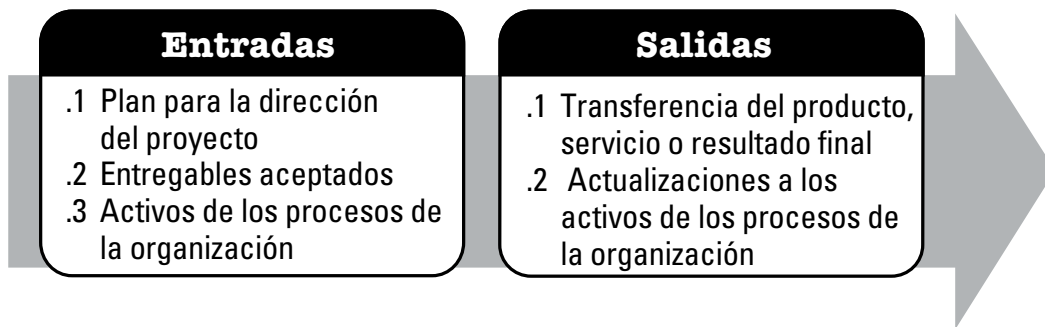 Entradas
.1 Plan para la dirección
del proyecto
.2 Entregables aceptados
.3 Activos de los procesos de
la organización
Salidas
.1 Transferencia del producto,
servicio o resultado final
.2 Actualizaciones a los
activos de los procesos de
la organización